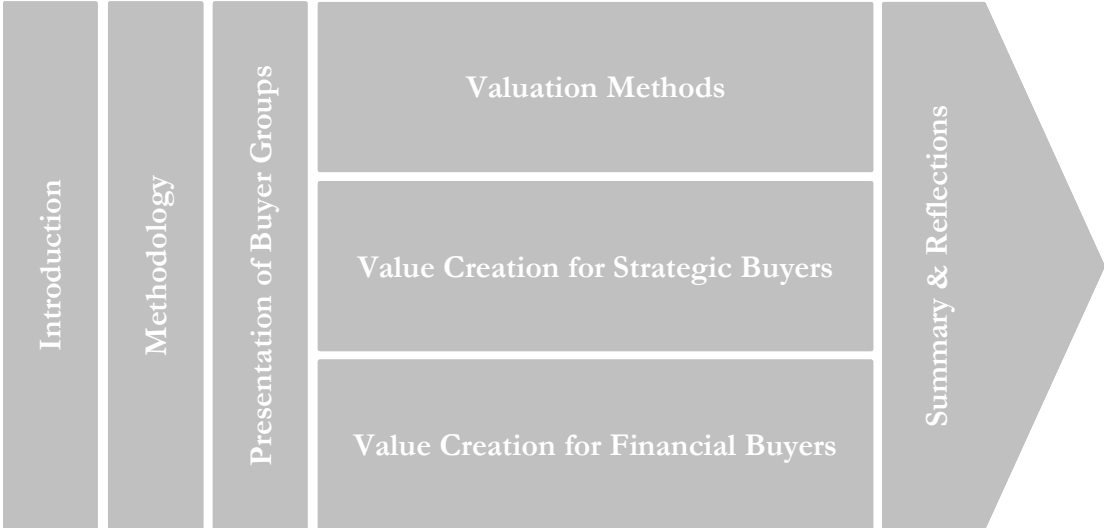 Introduction
Methodology
Presentation of Buyer Groups
Valuation Methods
Value Creation for Strategic Buyers
Value Creation for Financial Buyers
Summary & Reflections